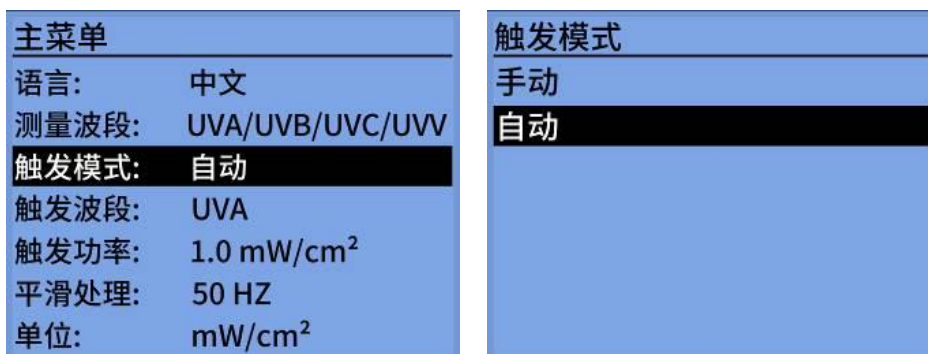 主菜单
语言: 中文
测量波段: UVA/UVB/UVC/UVV
触发模式: 自动
触发波段: UVA
触发功率: 1.0 mW/cm²
平滑处理: 50 HZ
单位: mW/cm²
触发模式
手动
自动